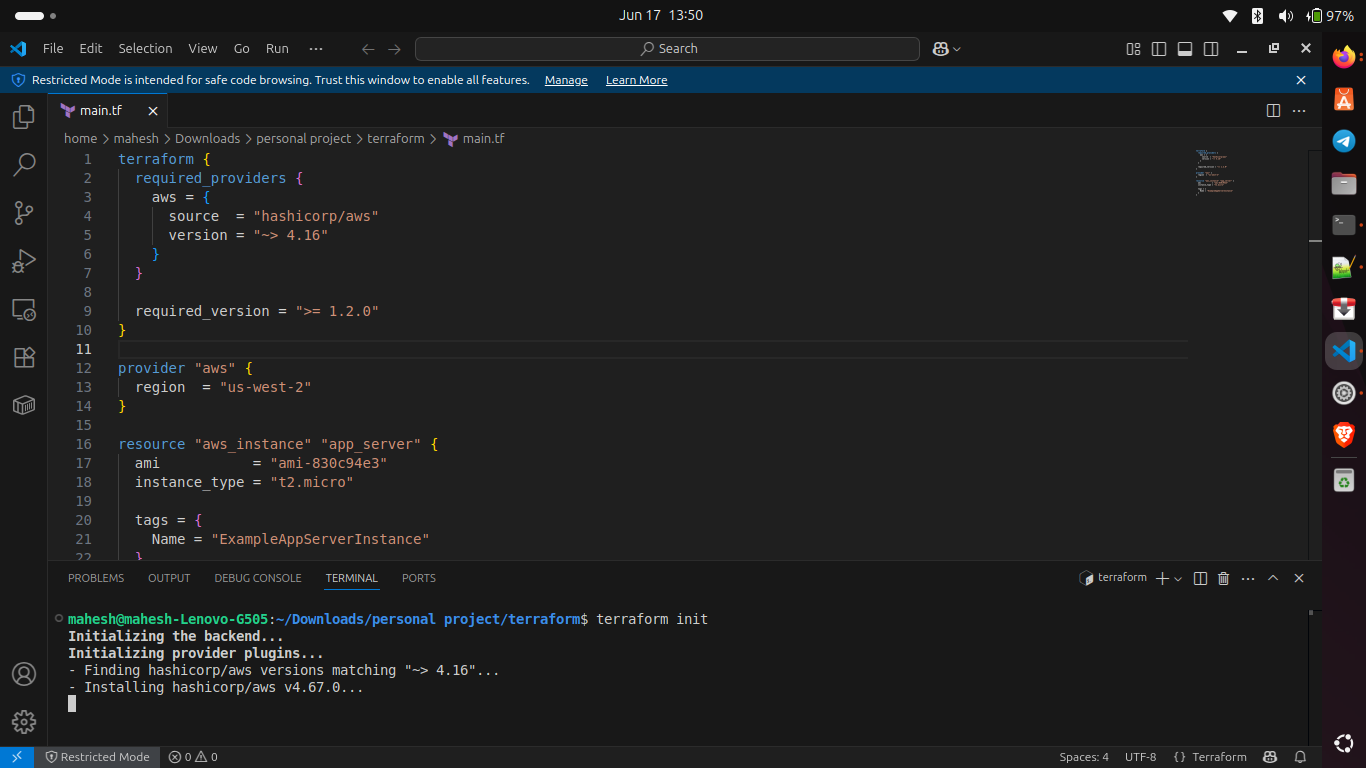 Jun 17 13:50
97%
File Edit Selection View Go Run ···
Search
Restricted Mode is intended for safe code browsing. Trust this window to enable all features. Manage Learn More
main.tf
home > mahesh > Downloads > personal project > terraform > main.tf
1 terraform {
2 required_providers {
3 aws = {
4 source = "hashicorp/aws"
5 version = "~> 4.16"
6 }
7 }
8
9 required_version = ">= 1.2.0"
10 }
11
12 provider "aws" {
13 region = "us-west-2"
14 }
15
16 resource "aws_instance" "app_server" {
17 ami = "ami-830c94e3"
18 instance_type = "t2.micro"
19
20 tags = {
21 Name = "ExampleAppServerInstance"
22 }
PROBLEMS OUTPUT DEBUG CONSOLE TERMINAL PORTS
terraform
mahesh@mahesh-Lenovo-G505:~/Downloads/personal project/terraform$ terraform init
Initializing the backend...
Initializing provider plugins...
- Finding hashicorp/aws versions matching "~> 4.16"...
- Installing hashicorp/aws v4.67.0...
Restricted Mode 0 0
Spaces: 4 UTF-8 {} Terraform